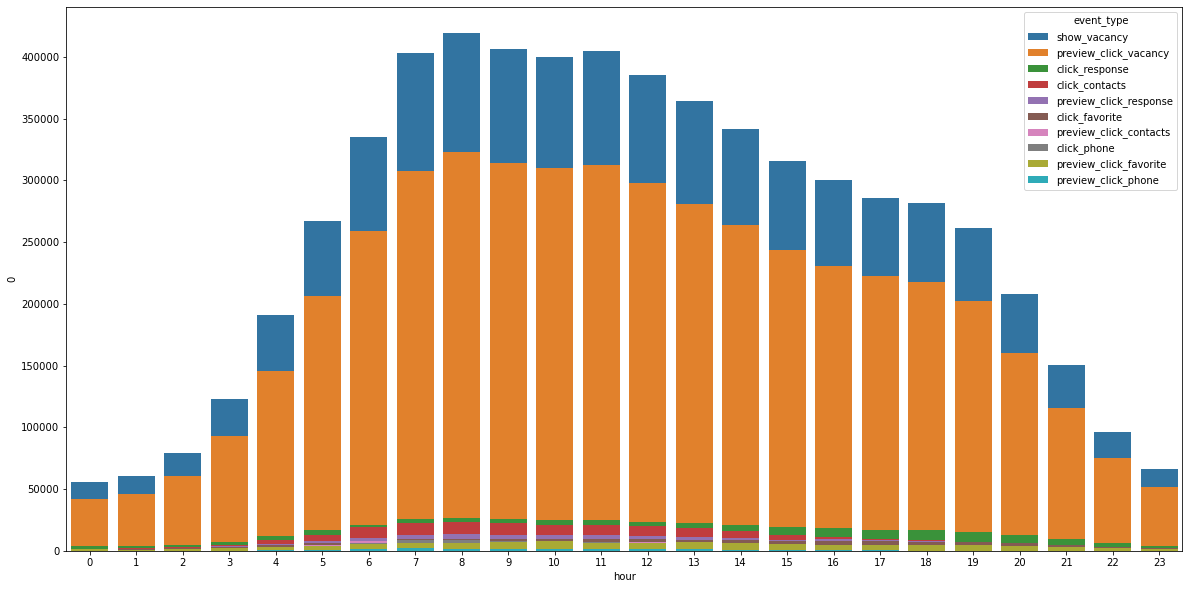 event_type
show_vacancy
preview_click_vacancy
click_response
click_contacts
preview_click_response
click_favorite
preview_click_contacts
click_phone
preview_click_favorite
preview_click_phone
400000
350000
300000
250000
200000
150000
100000
50000
0
0
0 1 2 3 4 5 6 7 8 9 10 11 12 13 14 15 16 17 18 19 20 21 22 23
hour